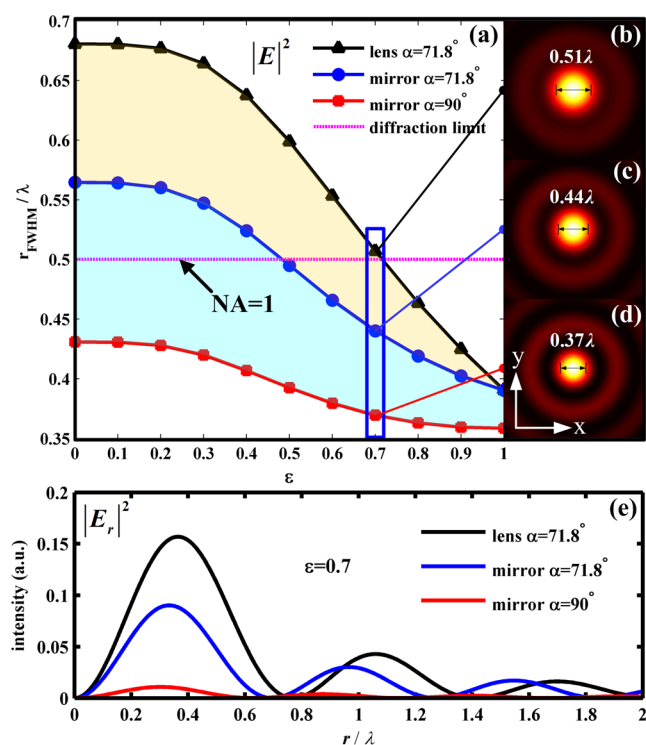 |E|²
(a)
lens α=71.8°
mirror α=71.8°
mirror α=90°
diffraction limit
NA=1
r_FWHM / λ
0.7
0.65
0.6
0.55
0.5
0.45
0.4
0.35
0 0.1 0.2 0.3 0.4 0.5 0.6 0.7 0.8 0.9 1
ε
(b)
0.51λ
(c)
0.44λ
(d)
0.37λ
y
x
|E_r|²
(e)
ε=0.7
lens α=71.8°
mirror α=71.8°
mirror α=90°
intensity (a.u.)
0.2
0.15
0.1
0.05
0
0 0.2 0.4 0.6 0.8 1 1.2 1.4 1.6 1.8 2
r / λ